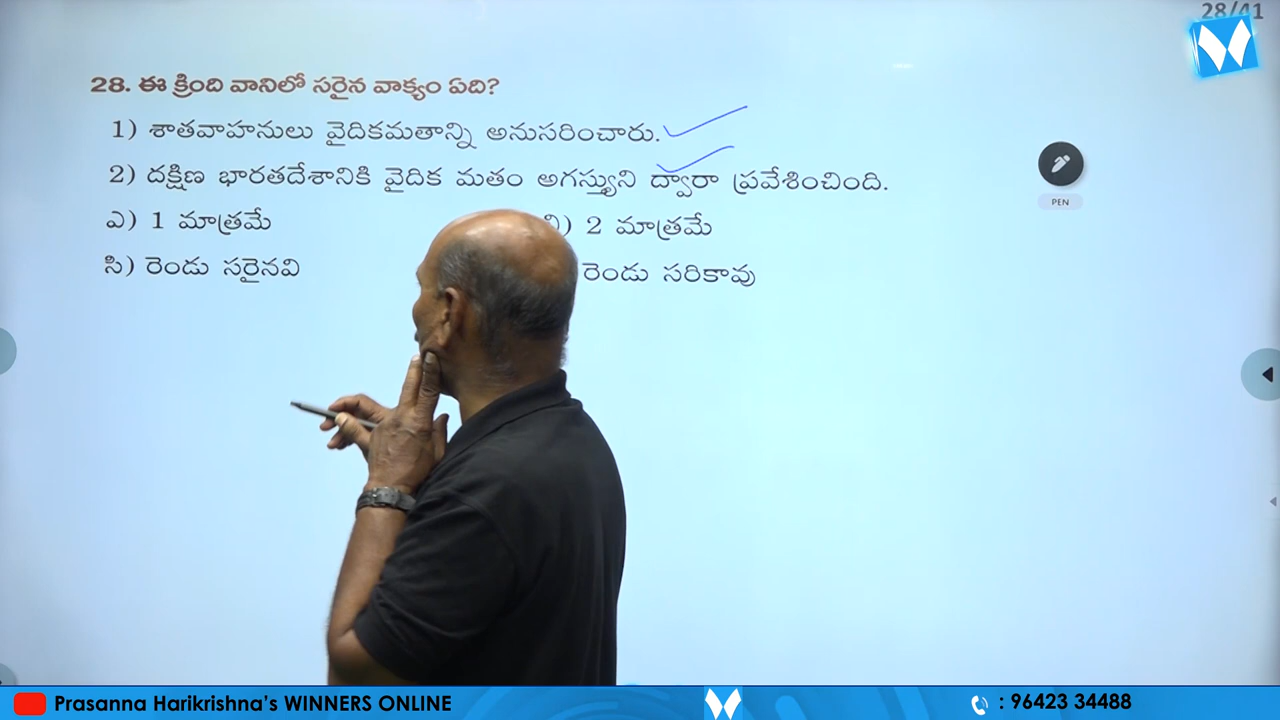 28/41
28. ఈ క్రింది వానిలో సరైన వాక్యం ఏది?
1) శాతవాహనులు వైదికమతాన్ని అనుసరించారు.
2) దక్షిణ భారతదేశానికి వైదిక మతం అగస్త్యుని ద్వారా ప్రవేశించింది.
PEN
ఎ) 1 మాత్రమే
) 2 మాత్రమే
సి) రెండు సరైనవి
రెండు సరికావు
Prasanna Harikrishna's WINNERS ONLINE
: 96423 34488